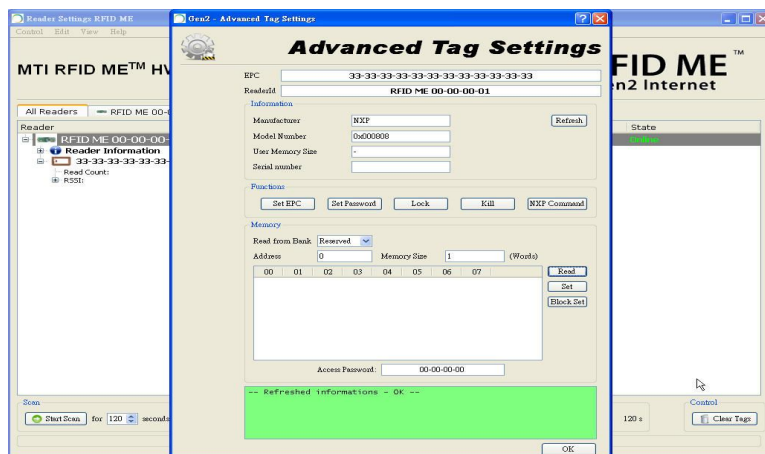 Reader Settings RFID ME
Control Edit View Help
MTI RFID ME™ HV
All Readers
RFID ME 00-0
Reader
RFID ME 00-00-00-
Reader Information
33-33-33-33-33-33-
Read Count:
RSSI:
Scan
Start Scan for 120 seconds
Gen2 - Advanced Tag Settings
Advanced Tag Settings
EPC 33-33-33-33-33-33-33-33-33-33-33-33
ReaderId RFID ME 00-00-00-01
Information
Manufacturer NXP
Refresh
Model Number 0x000808
User Memory Size -
Serial number
Functions
Set EPC Set Password Lock Kill NXP Command
Memory
Read from Bank Reserved
Address 0 Memory Size 1 (Words)
00 01 02 03 04 05 06 07
Read
Set
Block Set
Access Password: 00-00-00-00
-- Refreshed informations - OK --
OK
FID ME™
n2 Internet
State
Online
120 s
Control
Clear Tags